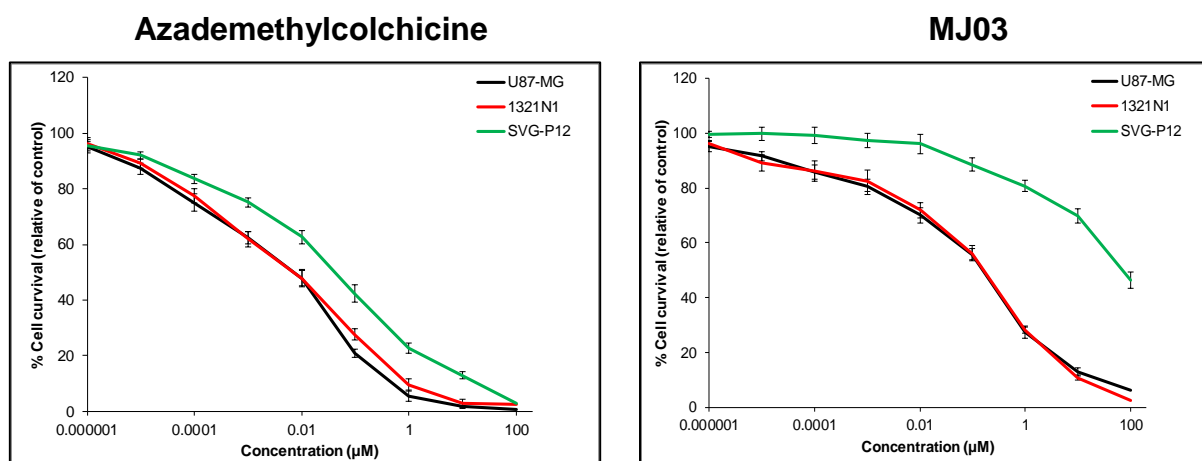 Azademethylcolchicine
MJ03
120
100
80
60
40
20
0
% Cell curvival (relative of control)
0.000001
0.0001
0.01
1
100
Concentration (µM)
U87-MG
1321N1
SVG-P12
120
100
80
60
40
20
0
% Cell curvival (relative of control)
0.000001
0.0001
0.01
1
100
Concentration (µM)
U87-MG
1321N1
SVG-P12